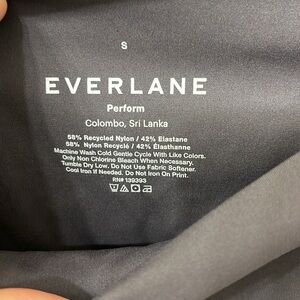 S
EVERLANE
Perform
Colombo, Sri Lanka
58% Recycled Nylon / 42% Elastane
58% Nylon Recyclé / 42% Élasthanne
Machine Wash Cold Gentle Cycle With Like Colors.
Only Non Chlorine Bleach When Necessary.
Tumble Dry Low. Do Not Use Fabric Softener.
Cool Iron If Needed. Do Not Iron On Print.
RN# 139393